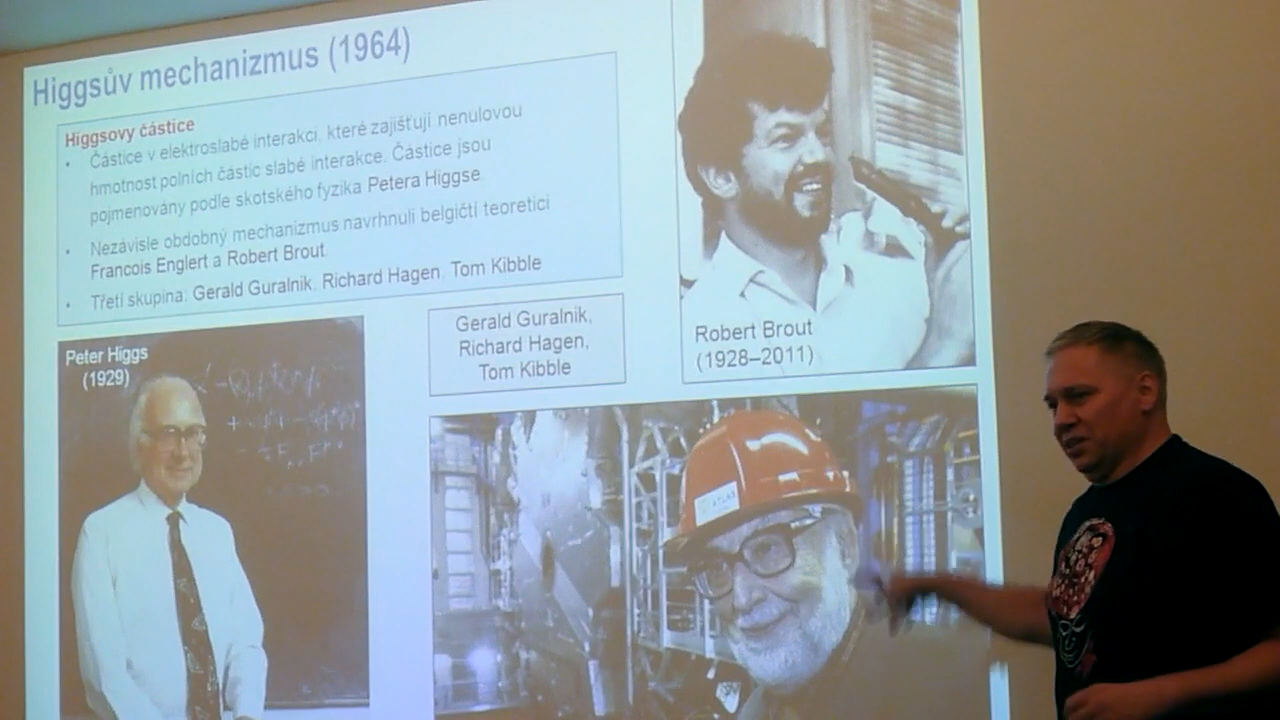 Higgsův mechanizmus (1964)
Higgsovy částice
• Částice v elektroslabé interakci, které zajišťují nenulovou
hmotnost polních částic slabé interakce. Částice jsou
pojmenovány podle skotského fyzika Petera Higgse
• Nezávisle obdobný mechanizmus navrhnuli belgičtí teoretici
Francois Englert a Robert Brout
• Třetí skupina: Gerald Guralnik, Richard Hagen, Tom Kibble
Gerald Guralnik,
Richard Hagen,
Tom Kibble
Robert Brout
(1928–2011)
Peter Higgs
(1929)
ATLAS